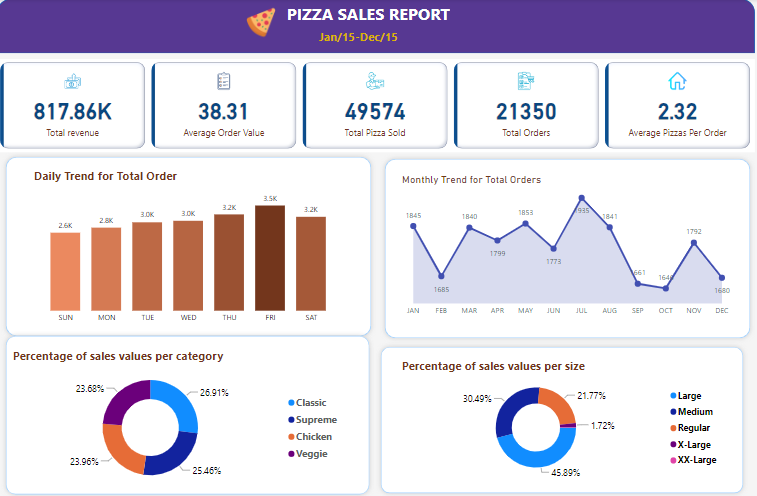 PIZZA SALES REPORT
Jan/15-Dec/15
817.86K
Total revenue
38.31
Average Order Value
49574
Total Pizza Sold
21350
Total Orders
2.32
Average Pizzas Per Order
Daily Trend for Total Order
2.6K 2.8K 3.0K 3.0K 3.2K 3.5K 3.2K
SUN MON TUE WED THU FRI SAT
Monthly Trend for Total Orders
1845 1685 1840 1799 1853 1773 1935 1841 1792 1680
JAN FEB MAR APR MAY JUN JUL AUG SEP OCT NOV DEC
Percentage of sales values per category
23.68% 26.91%
23.96% 25.46%
Classic
Supreme
Chicken
Veggie
Percentage of sales values per size
30.49% 21.77%
1.72%
45.89%
Large
Medium
Regular
X-Large
XX-Large